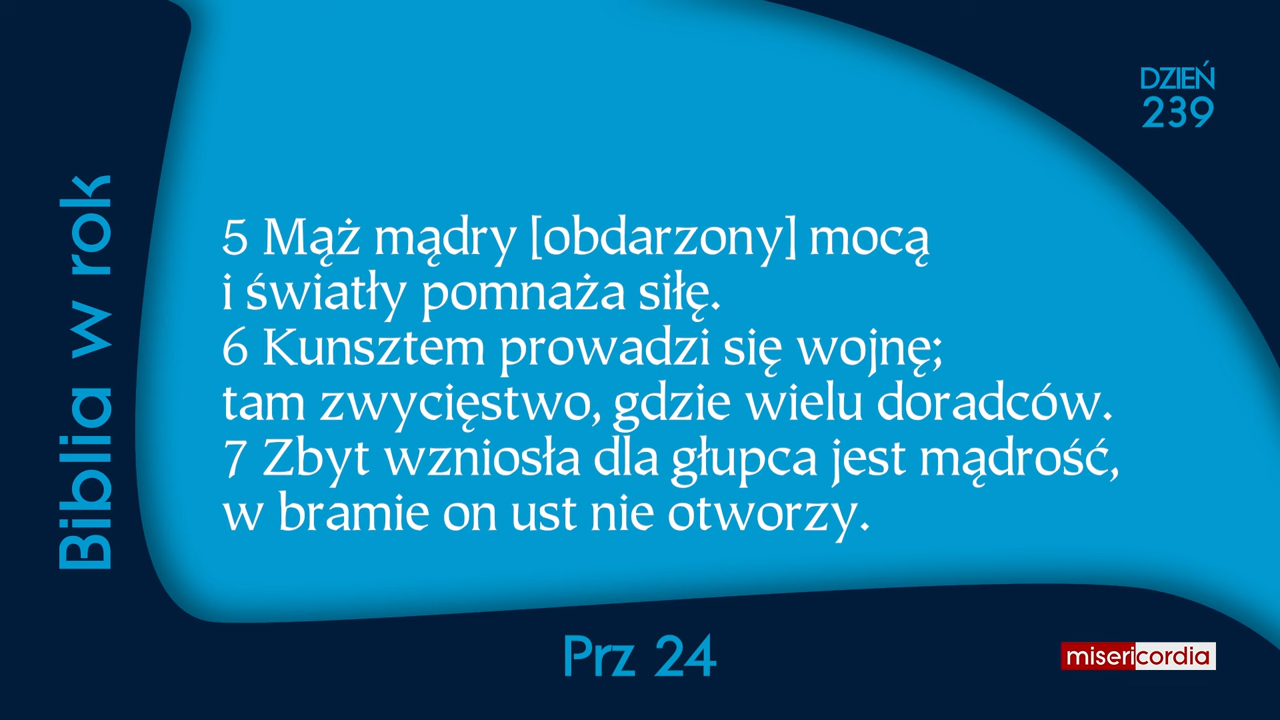 DZIEŃ
239
Biblia w rok
5 Mąż mądry [obdarzony] mocą
i światły pomnaża siłę.
6 Kunsztem prowadzi się wojnę;
tam zwycięstwo, gdzie wielu doradców.
7 Zbyt wzniosła dla głupca jest mądrość,
w bramie on ust nie otworzy.
Prz 24
misericordia